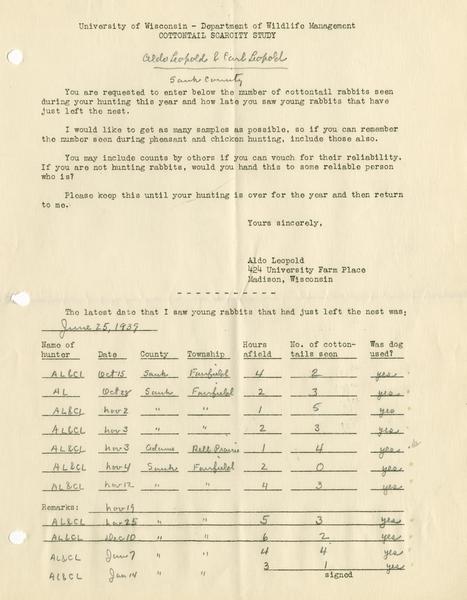 University of Wisconsin - Department of Wildlife Management
COTTONTAIL SCARCITY STUDY
Aldo Leopold & Carl Leopold
Sauk County
You are requested to enter below the number of cottontail rabbits seen
during your hunting this year and how late you saw young rabbits that have
just left the nest.
I would like to get as many samples as possible, so if you can remember
the number seen during pheasant and chicken hunting, include those also.
You may include counts by others if you can vouch for their reliability.
If you are not hunting rabbits, would you hand this to some reliable person
who is?
Please keep this until your hunting is over for the year and then return
to me.
Yours sincerely,
Aldo Leopold
424 University Farm Place
Madison, Wisconsin
The latest date that I saw young rabbits that had just left the nest was:
June 25, 1939
Name of Hours No. of cotton- Was dog
hunter Date County Township afield tails seen used?
AL&CL Oct 15 Sauk Fairfield 4 2 yes
AL Oct 28 Sauk Fairfield 2 3 yes
AL&CL Nov 2 " " 1 5 yes
AL&CL Nov 3 " " 2 3 yes
AL&CL Nov 3 Adams Dell Prairie 1 4 yes
AL&CL Nov 4 Sauk Fairfield 2 0 yes
AL&CL Nov 12 " " 4 3 yes
Remarks: Nov 19
AL&CL Nov 25 " " 5 3 yes
AL&CL Dec 10 " " 6 2 yes
AL&CL 7 " " 4 4 yes
AL&CL Jan 14 " " 3 1 yes
signed